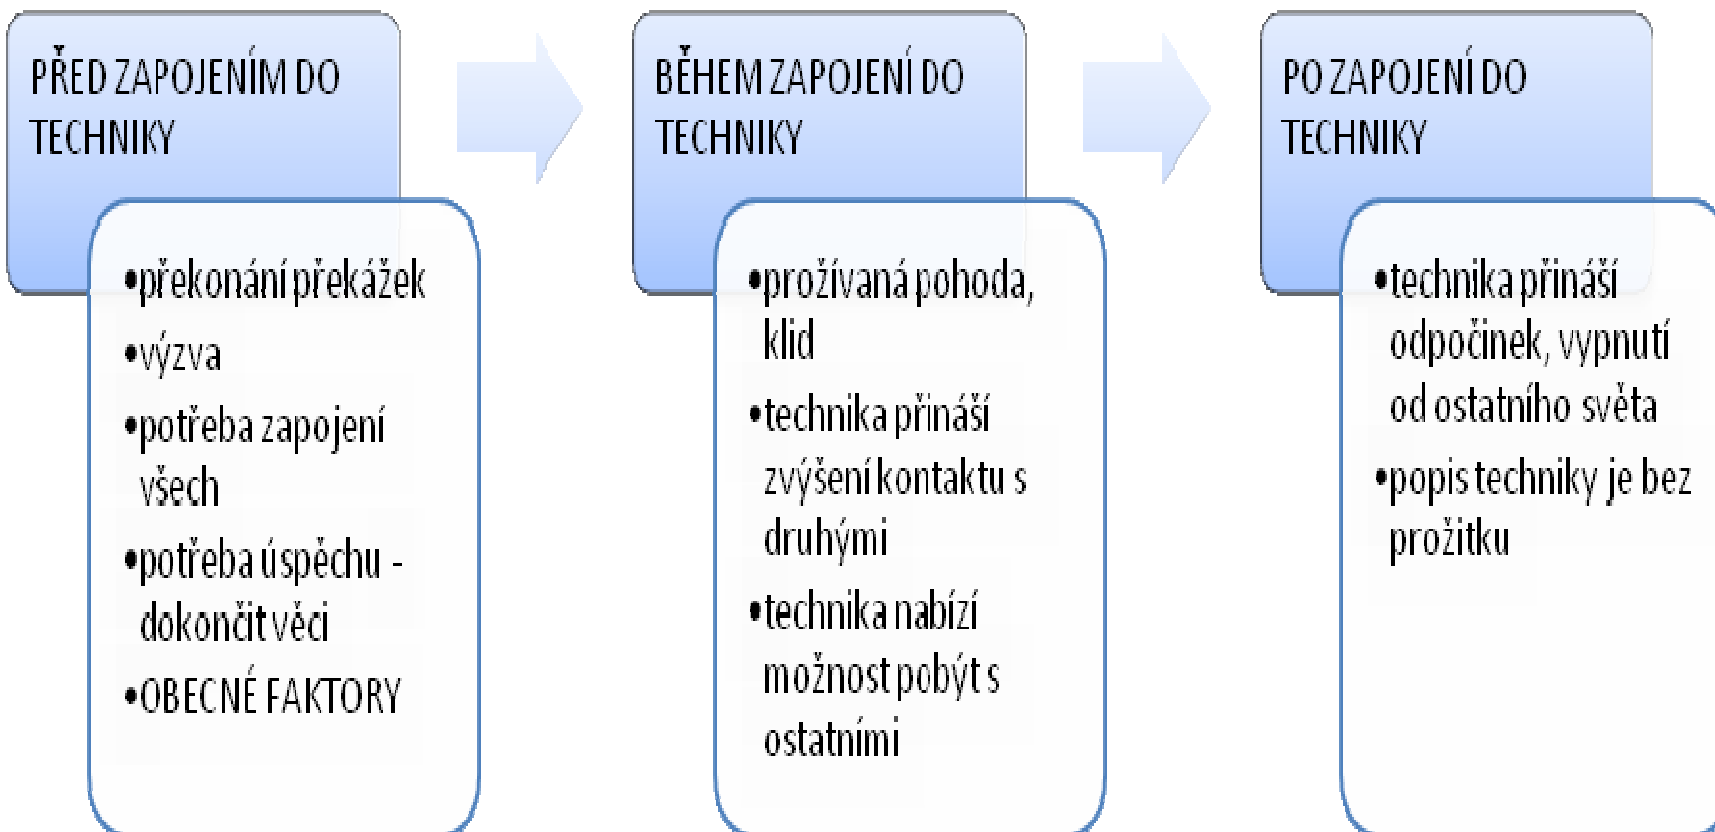 PŘED ZAPOJENÍM DO
TECHNIKY
•překonání překážek
•výzva
•potřeba zapojení
všech
•potřeba úspěchu -
dokončit věci
•OBECNÉ FAKTORY
BĚHEM ZAPOJENÍ DO
TECHNIKY
•prožívaná pohoda,
klid
•technika přináší
zvýšení kontaktu s
druhými
•technika nabízí
možnost pobýt s
ostatními
PO ZAPOJENÍ DO
TECHNIKY
•technika přináší
odpočinek, vypnutí
od ostatního světa
•popis techniky je bez
prožitku